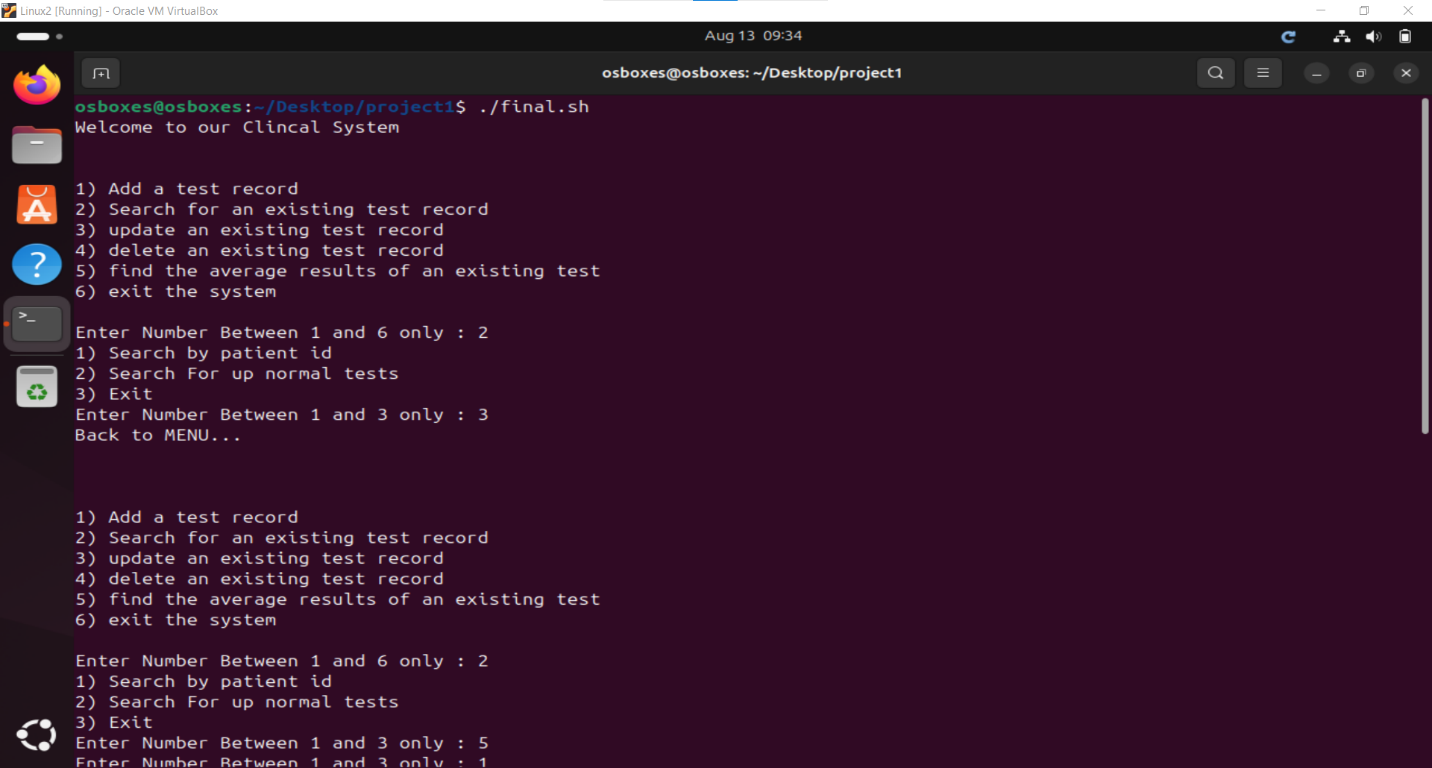 Linux2 [Running] - Oracle VM VirtualBox
Aug 13 09:34
osboxes@osboxes: ~/Desktop/project1
osboxes@osboxes:~/Desktop/project1$ ./final.sh
Welcome to our Clincal System
1) Add a test record
2) Search for an existing test record
3) update an existing test record
4) delete an existing test record
5) find the average results of an existing test
6) exit the system
Enter Number Between 1 and 6 only : 2
1) Search by patient id
2) Search For up normal tests
3) Exit
Enter Number Between 1 and 3 only : 3
Back to MENU...
1) Add a test record
2) Search for an existing test record
3) update an existing test record
4) delete an existing test record
5) find the average results of an existing test
6) exit the system
Enter Number Between 1 and 6 only : 2
1) Search by patient id
2) Search For up normal tests
3) Exit
Enter Number Between 1 and 3 only : 5
Enter Number Between 1 and 3 only : 1